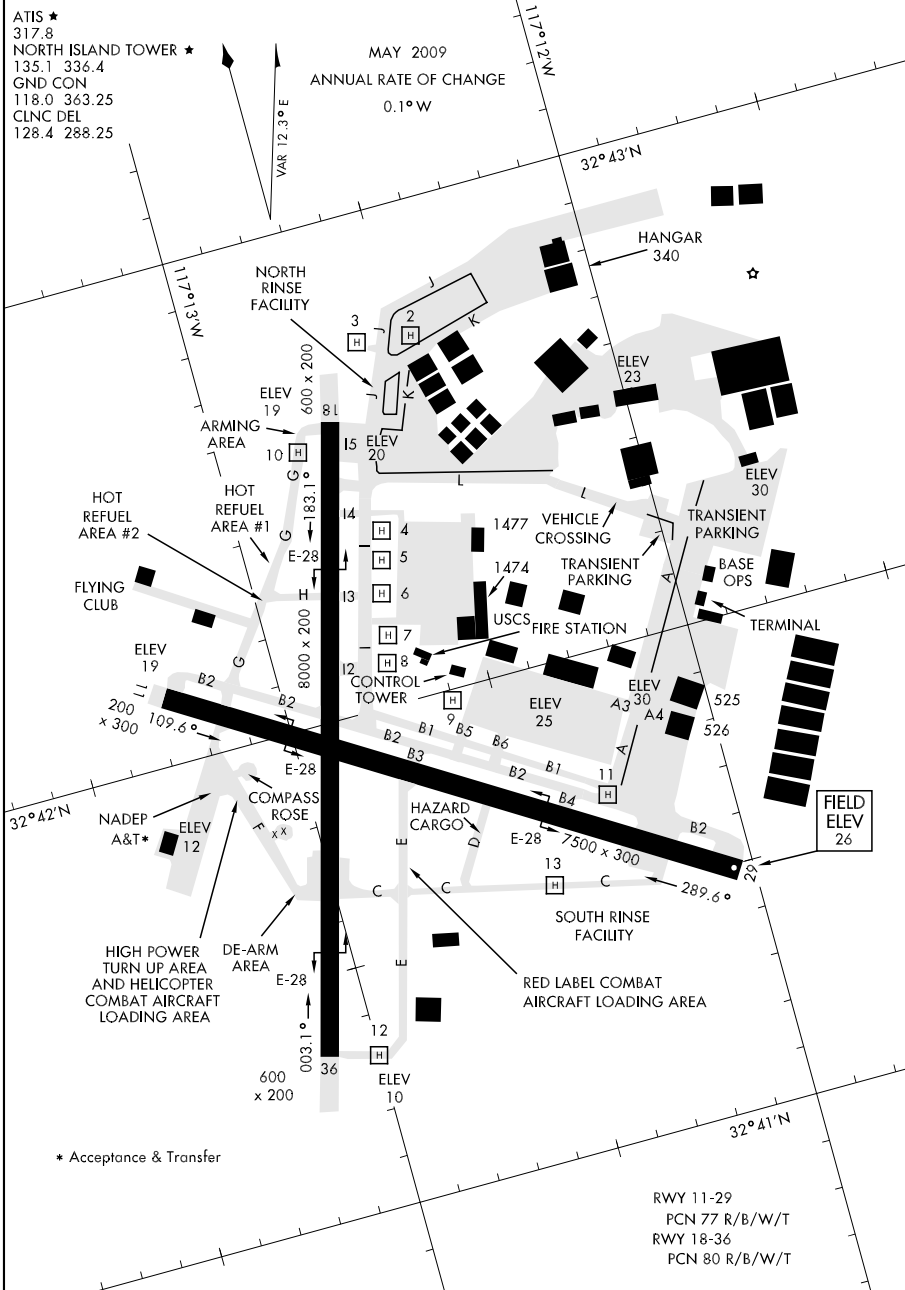 ATIS ★
317.8
NORTH ISLAND TOWER ★
135.1 336.4
GND CON
118.0 363.25
CLNC DEL
128.4 288.25
VAR 12.3° E
MAY 2009
ANNUAL RATE OF CHANGE
0.1° W
117°12'W
32°43'N
117°13'W
HANGAR
340
NORTH
RINSE
FACILITY
J
K
3
H
2
H
J
J
K
600 x 200
ELEV
19
18
ELEV
23
ARMING
AREA
10
H
I5
ELEV
20
L
L
ELEV
30
G
183.1°
I4
HOT
REFUEL
AREA #1
HOT
REFUEL
AREA #2
G
E-28
H
4
H
5
H
6
H
I3
1477
1474
VEHICLE
CROSSING
TRANSIENT
PARKING
TRANSIENT
PARKING
A
BASE
OPS
TERMINAL
FLYING
CLUB
8000 x 200
H
7
H
8
I
I2
USCS
FIRE STATION
CONTROL
TOWER
H
9
ELEV
19
G
B2
B2
11
200
x 300
109.6°
E-28
ELEV
25
ELEV
30
A3
A4
A
525
526
B2
B1
B5
B6
B3
B2
B1
B4
11
H
B2
FIELD
ELEV
26
32°42'N
NADEP
A&T*
ELEV
12
COMPASS
ROSE
F
x x
HAZARD
CARGO
E
D
E-28
7500 x 300
29
289.6°
13
H
C
C
C
SOUTH RINSE
FACILITY
HIGH POWER
TURN UP AREA
AND HELICOPTER
COMBAT AIRCRAFT
LOADING AREA
DE-ARM
AREA
E-28
E
RED LABEL COMBAT
AIRCRAFT LOADING AREA
003.1°
36
12
H
600
x 200
ELEV
10
32°41'N
* Acceptance & Transfer
RWY 11-29
PCN 77 R/B/W/T
RWY 18-36
PCN 80 R/B/W/T